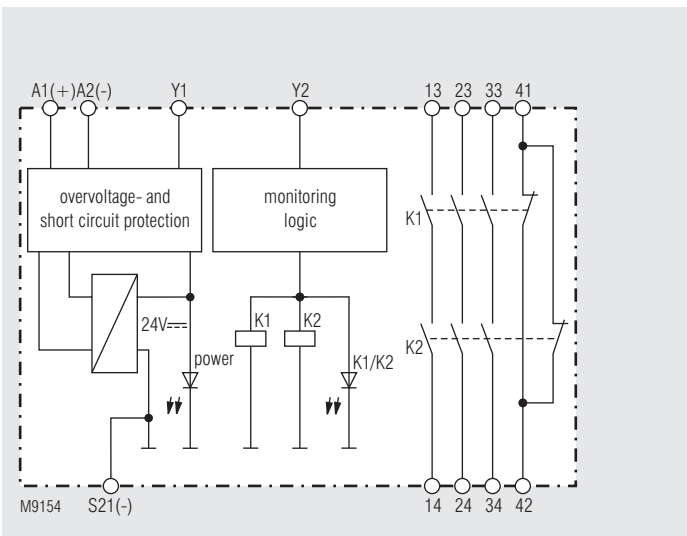 A1(+)A2(-) Y1 Y2 13 23 33 41
overvoltage- and
short circuit protection
monitoring
logic
K1
24V
K1 K2
power
K1/K2
K2
M9154 S21(-) 14 24 34 42